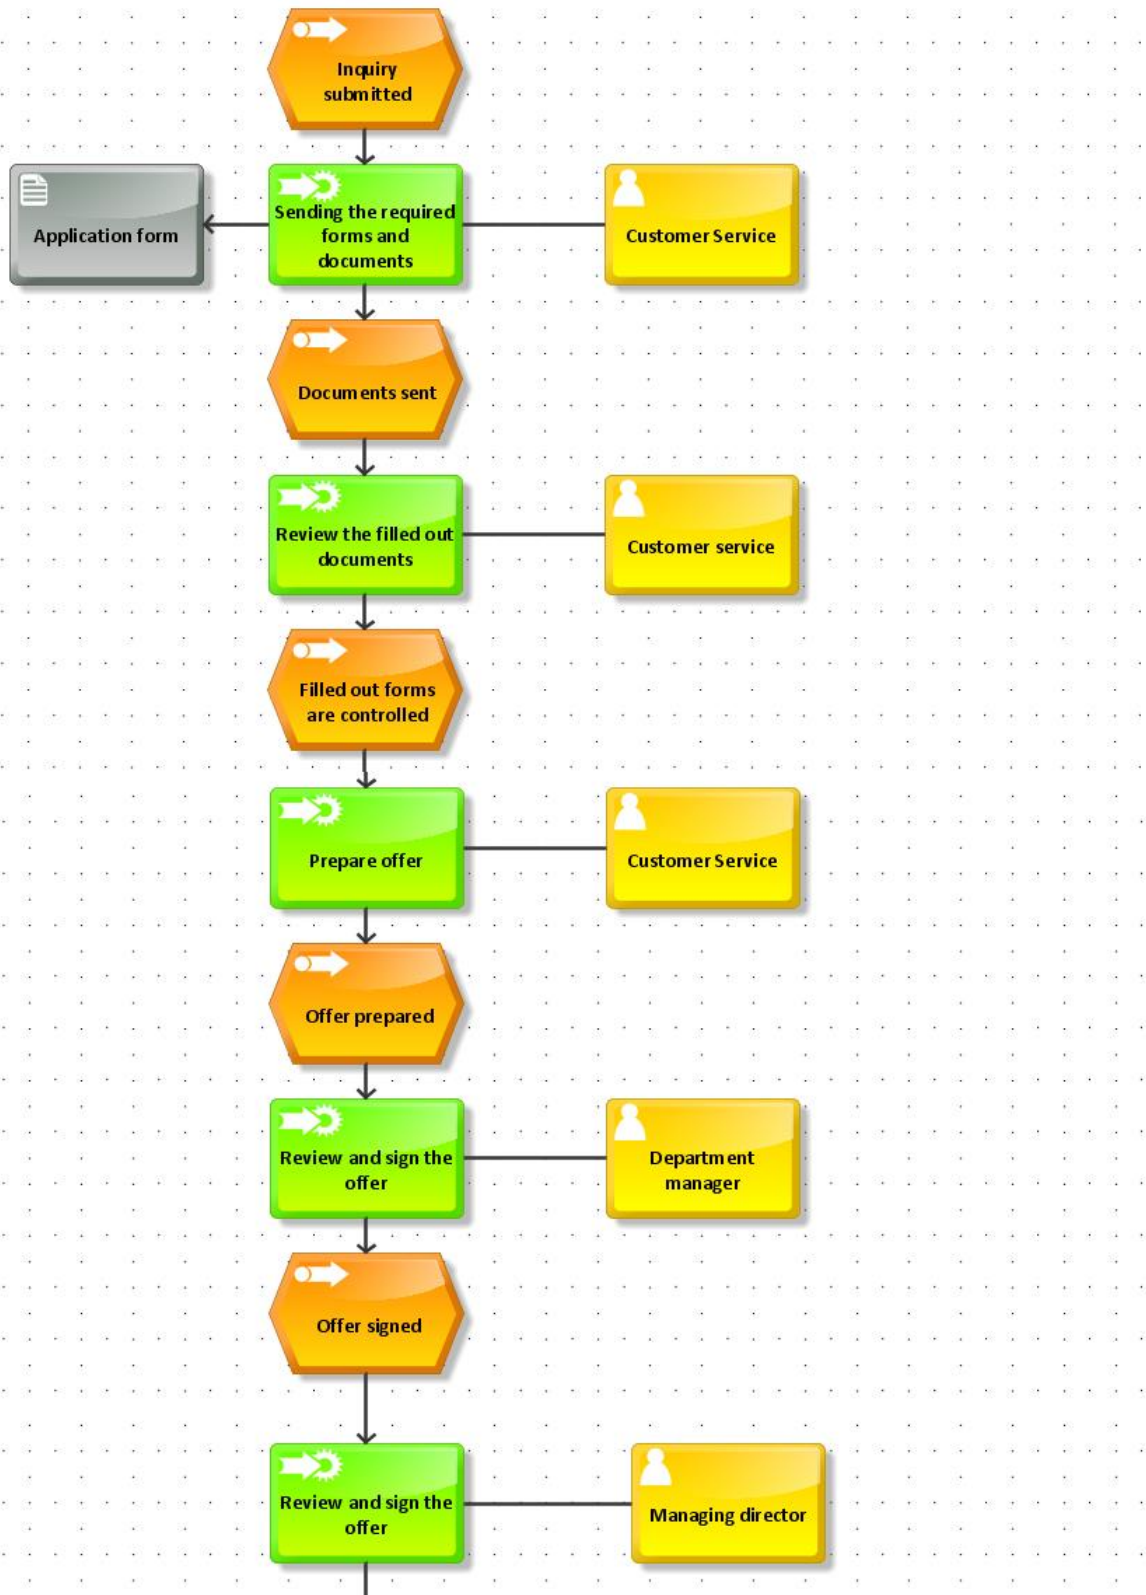 Inquiry
submitted
Application form
Sending the required
forms and
documents
Customer Service
Documents sent
Review the filled out
documents
Customer service
Filled out forms
are controlled
Prepare offer
Customer Service
Offer prepared
Review and sign the
offer
Department
manager
Offer signed
Review and sign the
offer
Managing director